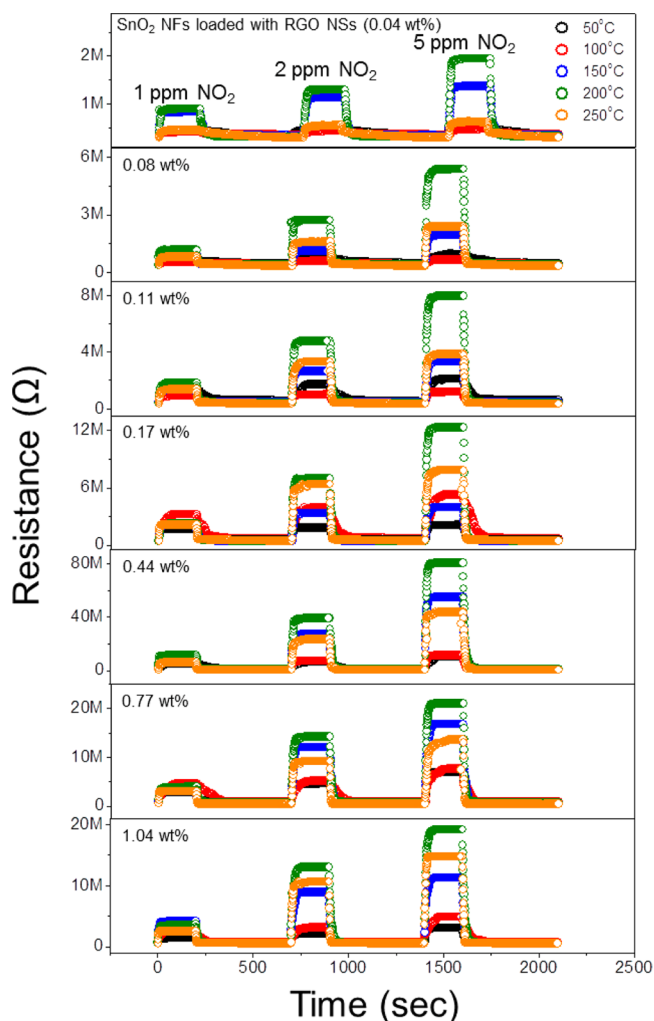 SnO₂ NFs loaded with RGO NSs (0.04 wt%)
1 ppm NO₂
2 ppm NO₂
5 ppm NO₂
50°C
100°C
150°C
200°C
250°C
2M
1M
0.08 wt%
6M
3M
0
0.11 wt%
8M
4M
0
0.17 wt%
12M
6M
0
0.44 wt%
80M
40M
0
0.77 wt%
20M
10M
0
1.04 wt%
20M
10M
0
0
500
1000
1500
2000
2500
Resistance (Ω)
Time (sec)